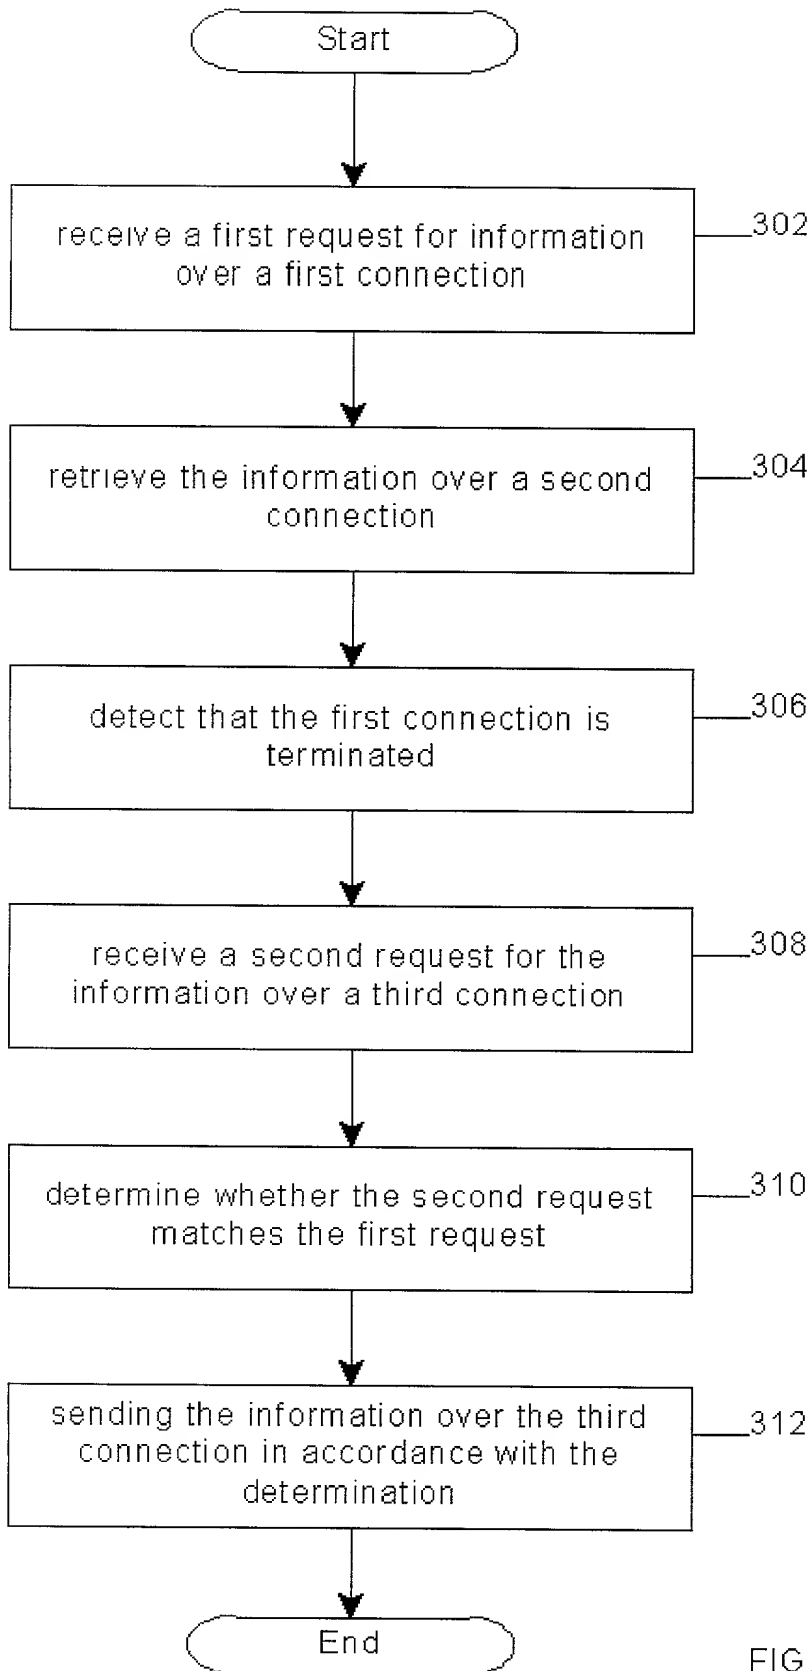 Start
receive a first request for information
over a first connection
302
retrieve the information over a second
connection
304
detect that the first connection is
terminated
306
receive a second request for the
information over a third connection
308
determine whether the second request
matches the first request
310
sending the information over the third
connection in accordance with the
determination
312
End
FIG